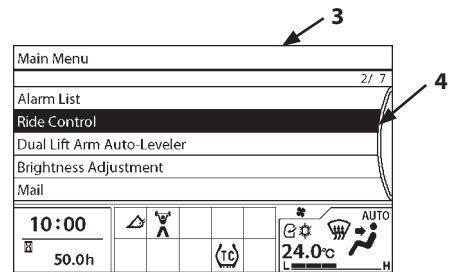 3
Main Menu
2/ 7
4
Alarm List
Ride Control
Dual Lift Arm Auto-Leveler
Brightness Adjustment
Mail
10:00
50.0h
TC
AUTO
24.0°C
L H